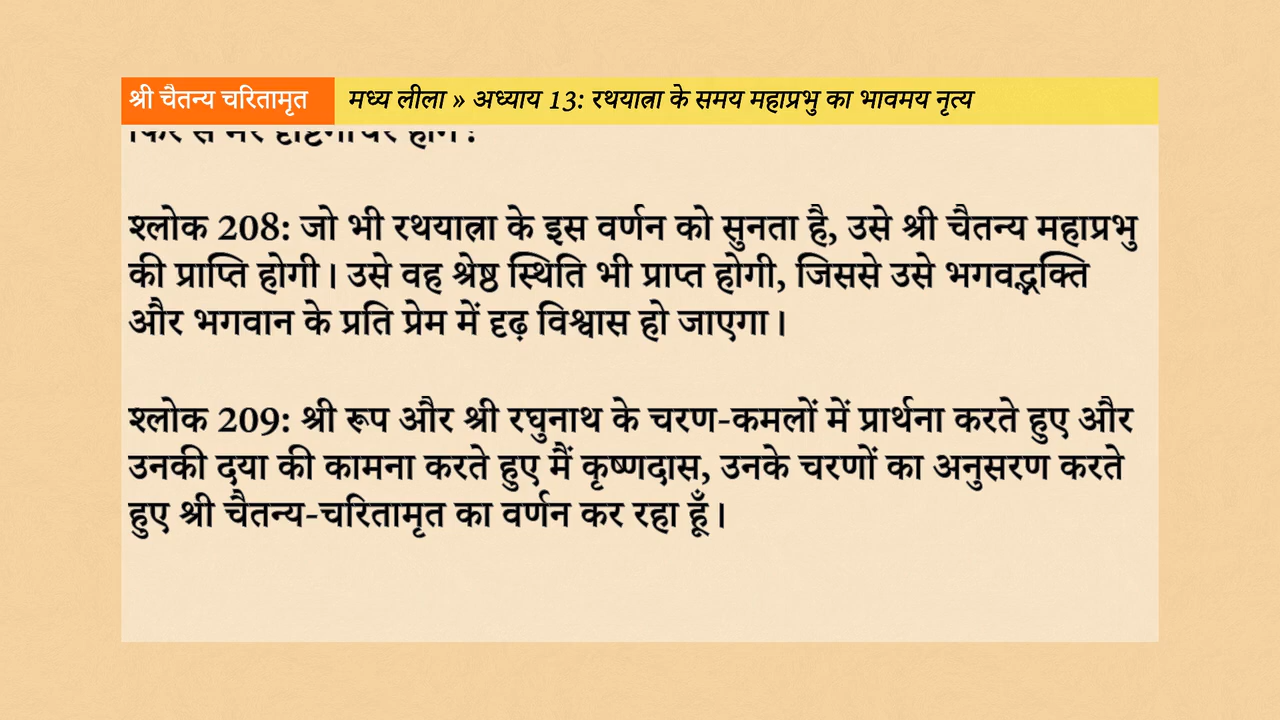 श्री चैतन्य चरितामृत
मध्य लीला » अध्याय 13: रथयात्रा के समय महाप्रभु का भावमय नृत्य
फिर से मेरे दृष्टिगोचर होंगे?
श्लोक 208: जो भी रथयात्रा के इस वर्णन को सुनता है, उसे श्री चैतन्य महाप्रभु
की प्राप्ति होगी। उसे वह श्रेष्ठ स्थिति भी प्राप्त होगी, जिससे उसे भगवद्भक्ति
और भगवान के प्रति प्रेम में दृढ़ विश्वास हो जाएगा।
श्लोक 209: श्री रूप और श्री रघुनाथ के चरण-कमलों में प्रार्थना करते हुए और
उनकी दया की कामना करते हुए मैं कृष्णदास, उनके चरणों का अनुसरण करते
हुए श्री चैतन्य-चरितामृत का वर्णन कर रहा हूँ।